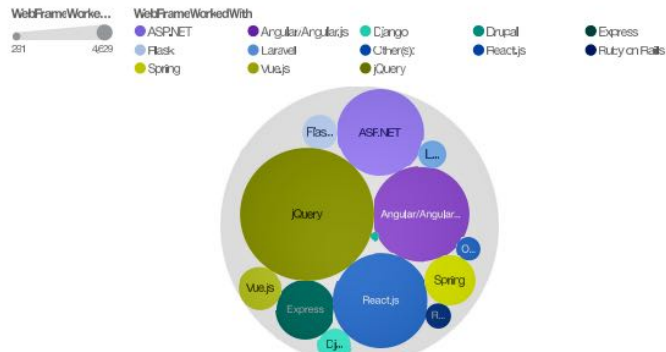 WebFrameWorke... WebFrameWorkedWith
281 4,629
ASP.NET Angular/Angular.js Django Drupal Express
Flask Laravel Other(s): React.js Ruby on Rails
Spring Vue.js jQuery
Flas... ASP.NET
L...
jQuery Angular/Angular...
O...
Spring
Vue.js React.js
Express R...
Dj...